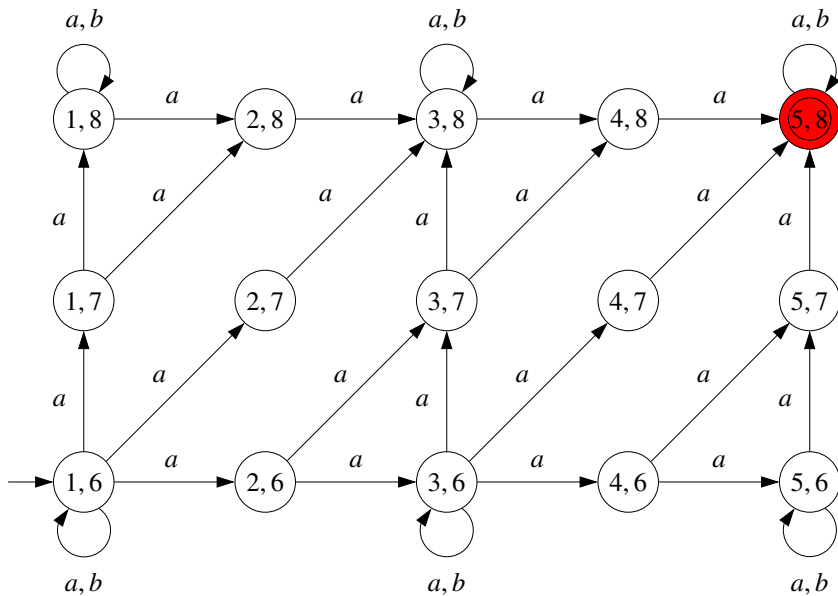 a, b a, b a, b
a a a a
1, 8 2, 8 3, 8 4, 8 5, 8
a a a a a a a
1, 7 2, 7 3, 7 4, 7 5, 7
a a a a a a a
a a a a
1, 6 2, 6 3, 6 4, 6 5, 6
a, b a, b a, b